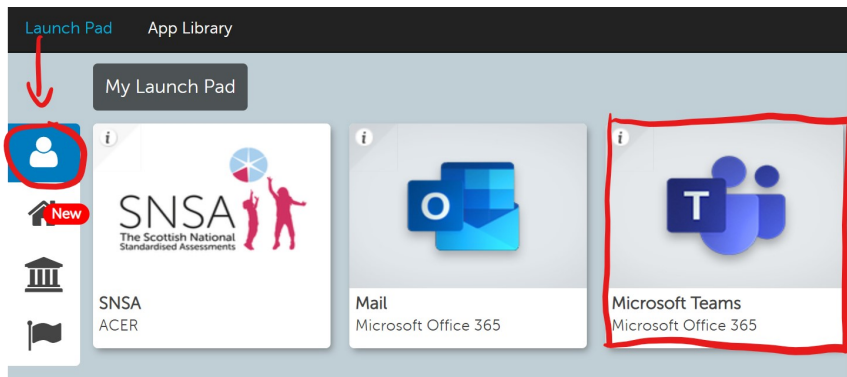 Launch Pad App Library
My Launch Pad
New
i
SNSA
The Scottish National
Standardised Assessments
SNSA
ACER
i
O
Mail
Microsoft Office 365
i
T
Microsoft Teams
Microsoft Office 365